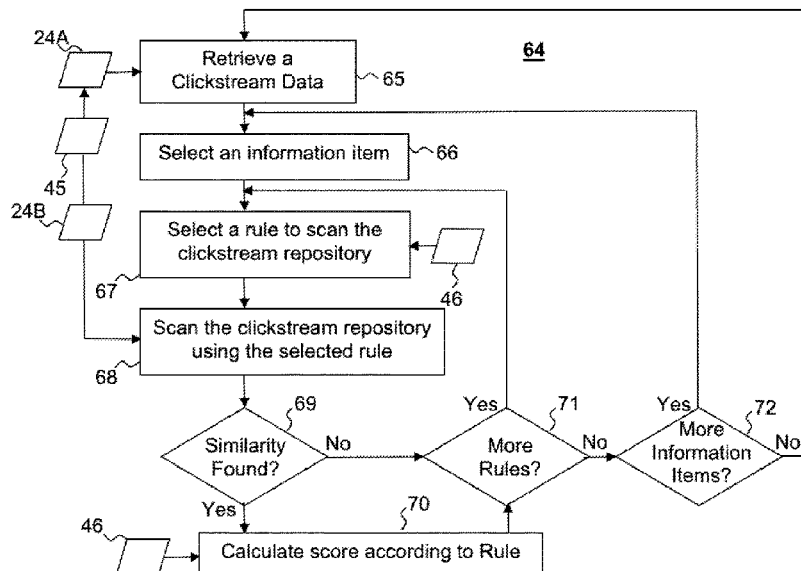 24A
64
Retrieve a
Clickstream Data
65
Select an information item
66
45
24B
Select a rule to scan the
clickstream repository
67
46
Scan the clickstream repository
using the selected rule
68
69
Similarity
Found?
No
Yes
Yes
71
More
Rules?
No
Yes
72
More
Information
Items?
No
70
46
Calculate score according to Rule